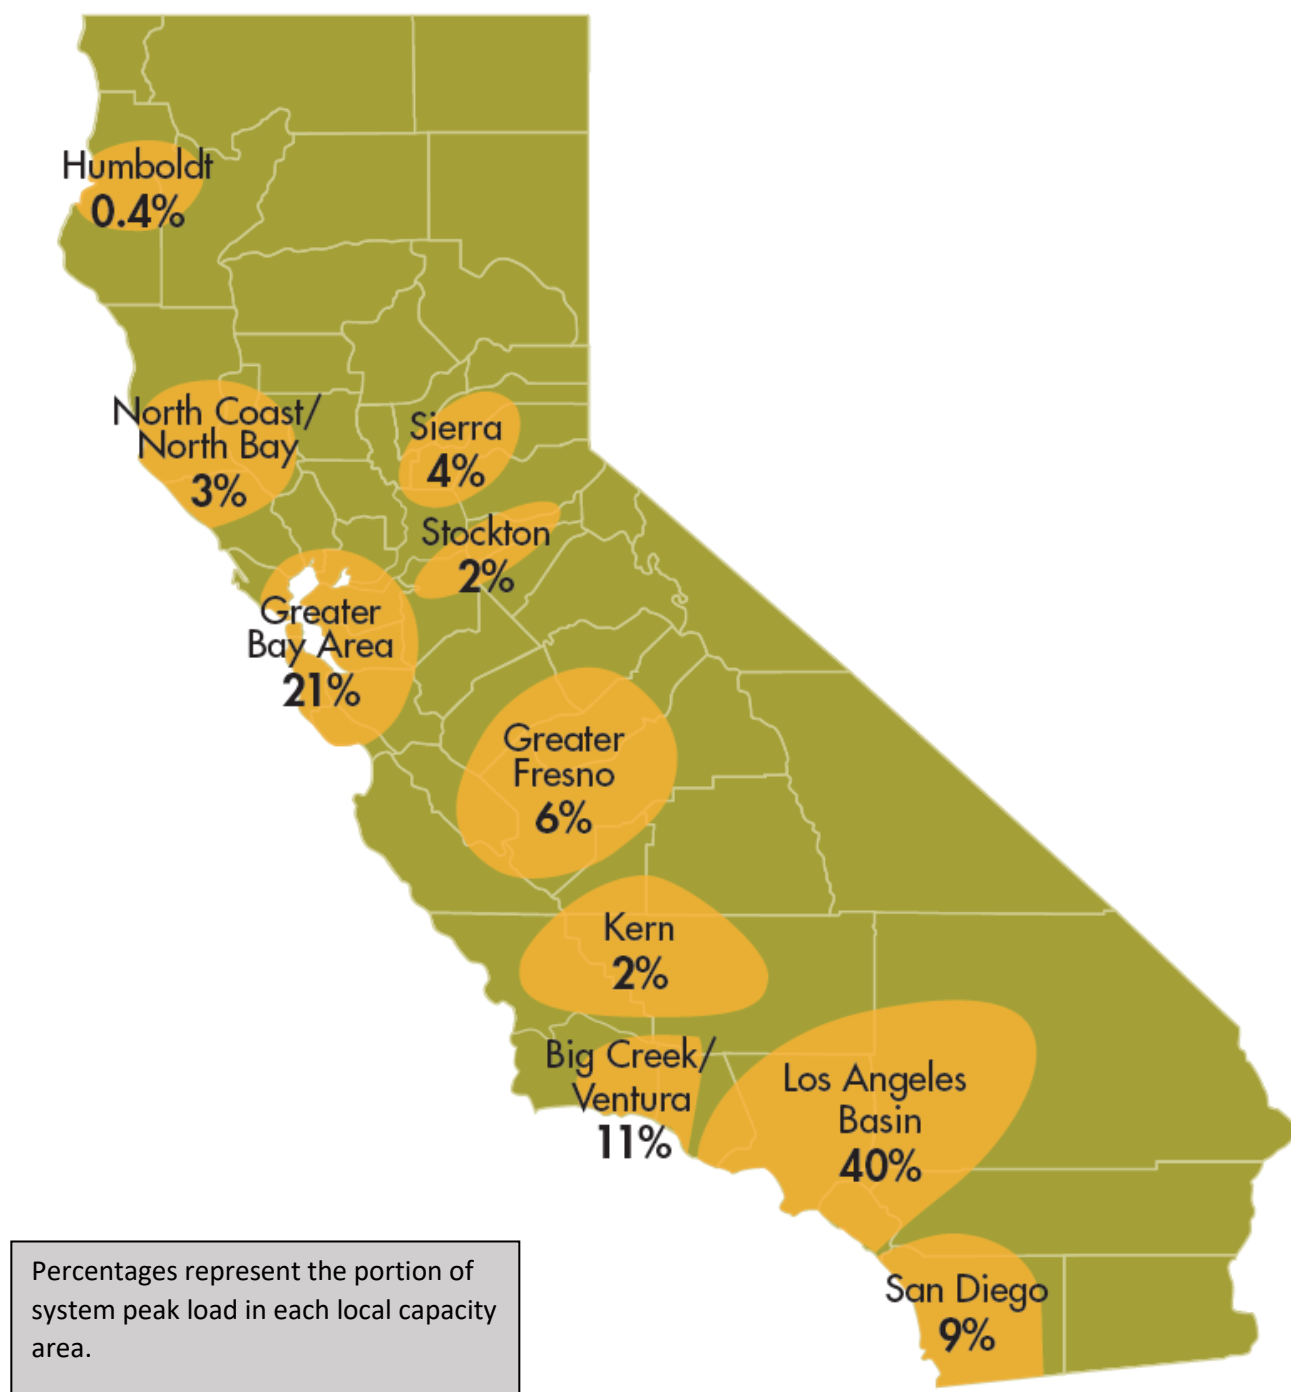 Humboldt
0.4%
North Coast/
North Bay
3%
Sierra
4%
Stockton
2%
Greater
Bay Area
21%
Greater
Fresno
6%
Kern
2%
Big Creek/
Ventura
11%
Los Angeles
Basin
40%
San Diego
9%
Percentages represent the portion of
system peak load in each local capacity
area.